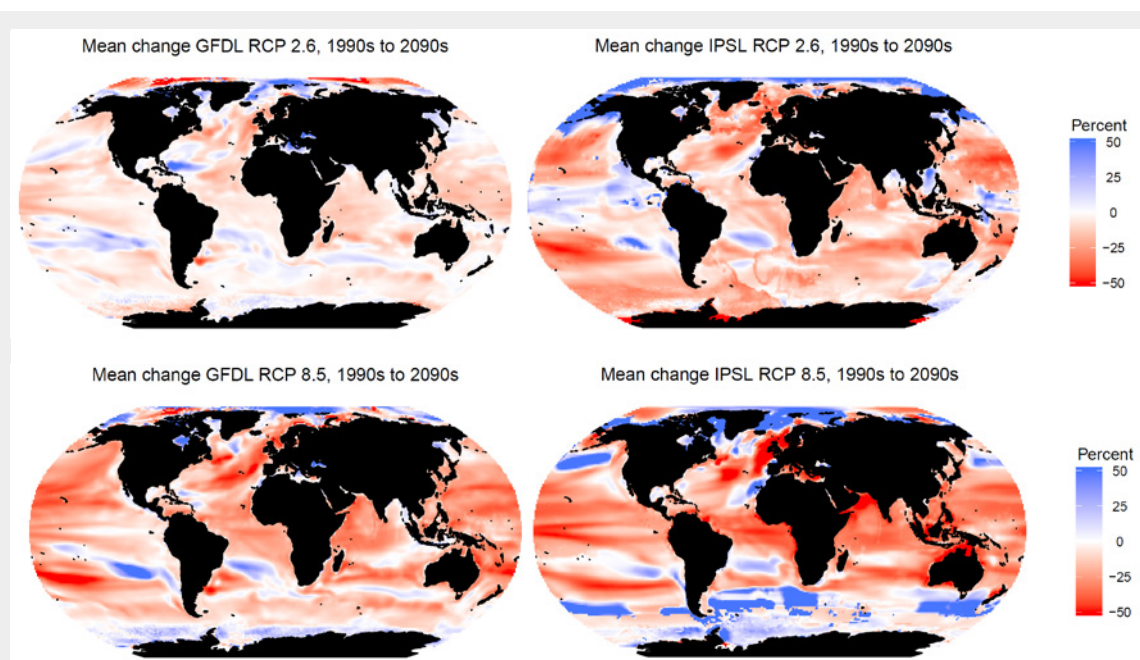 Mean change GFDL RCP 2.6, 1990s to 2090s
Mean change IPSL RCP 2.6, 1990s to 2090s
Percent
50
25
0
−25
−50
Mean change GFDL RCP 8.5, 1990s to 2090s
Mean change IPSL RCP 8.5, 1990s to 2090s
Percent
50
25
0
−25
−50